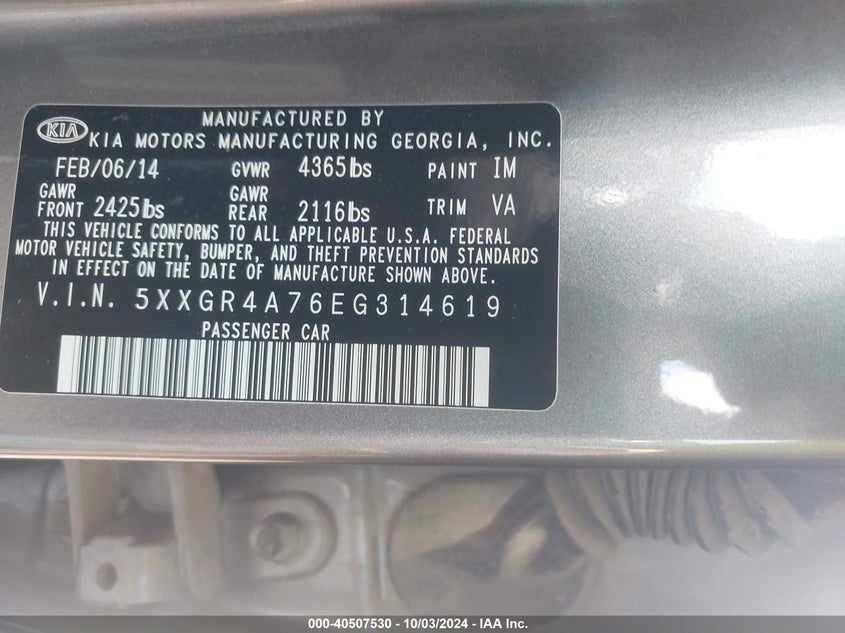 MANUFACTURED BY
KIA KIA MOTORS MANUFACTURING GEORGIA, INC.
FEB/06/14 GVWR 4365lbs PAINT IM
GAWR FRONT 2425lbs GAWR REAR 2116lbs TRIM VA
THIS VEHICLE CONFORMS TO ALL APPLICABLE U.S.A. FEDERAL
MOTOR VEHICLE SAFETY, BUMPER, AND THEFT PREVENTION STANDARDS
IN EFFECT ON THE DATE OF MANUFACTURE SHOWN ABOVE.
V.I.N. 5XXGR4A76EG314619
PASSENGER CAR
000-40507530 - 10/03/2024 - IAA Inc.